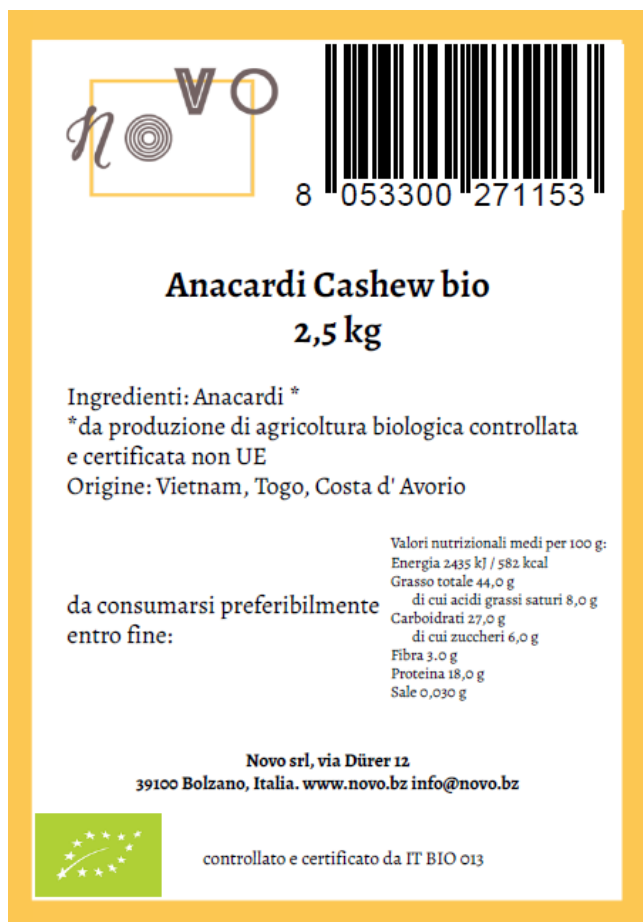 novo
8 053300 271153
Anacardi Cashew bio
2,5 kg
Ingredienti: Anacardi *
*da produzione di agricoltura biologica controllata
e certificata non UE
Origine: Vietnam, Togo, Costa d' Avorio
Valori nutrizionali medi per 100 g:
Energia 2435 kJ / 582 kcal
Grasso totale 44,0 g
di cui acidi grassi saturi 8,0 g
Carboidrati 27,0 g
di cui zuccheri 6,0 g
Fibra 3.0 g
Proteina 18,0 g
Sale 0,030 g
da consumarsi preferibilmente
entro fine:
Novo srl, via Dürer 12
39100 Bolzano, Italia. www.novo.bz info@novo.bz
controllato e certificato da IT BIO 013